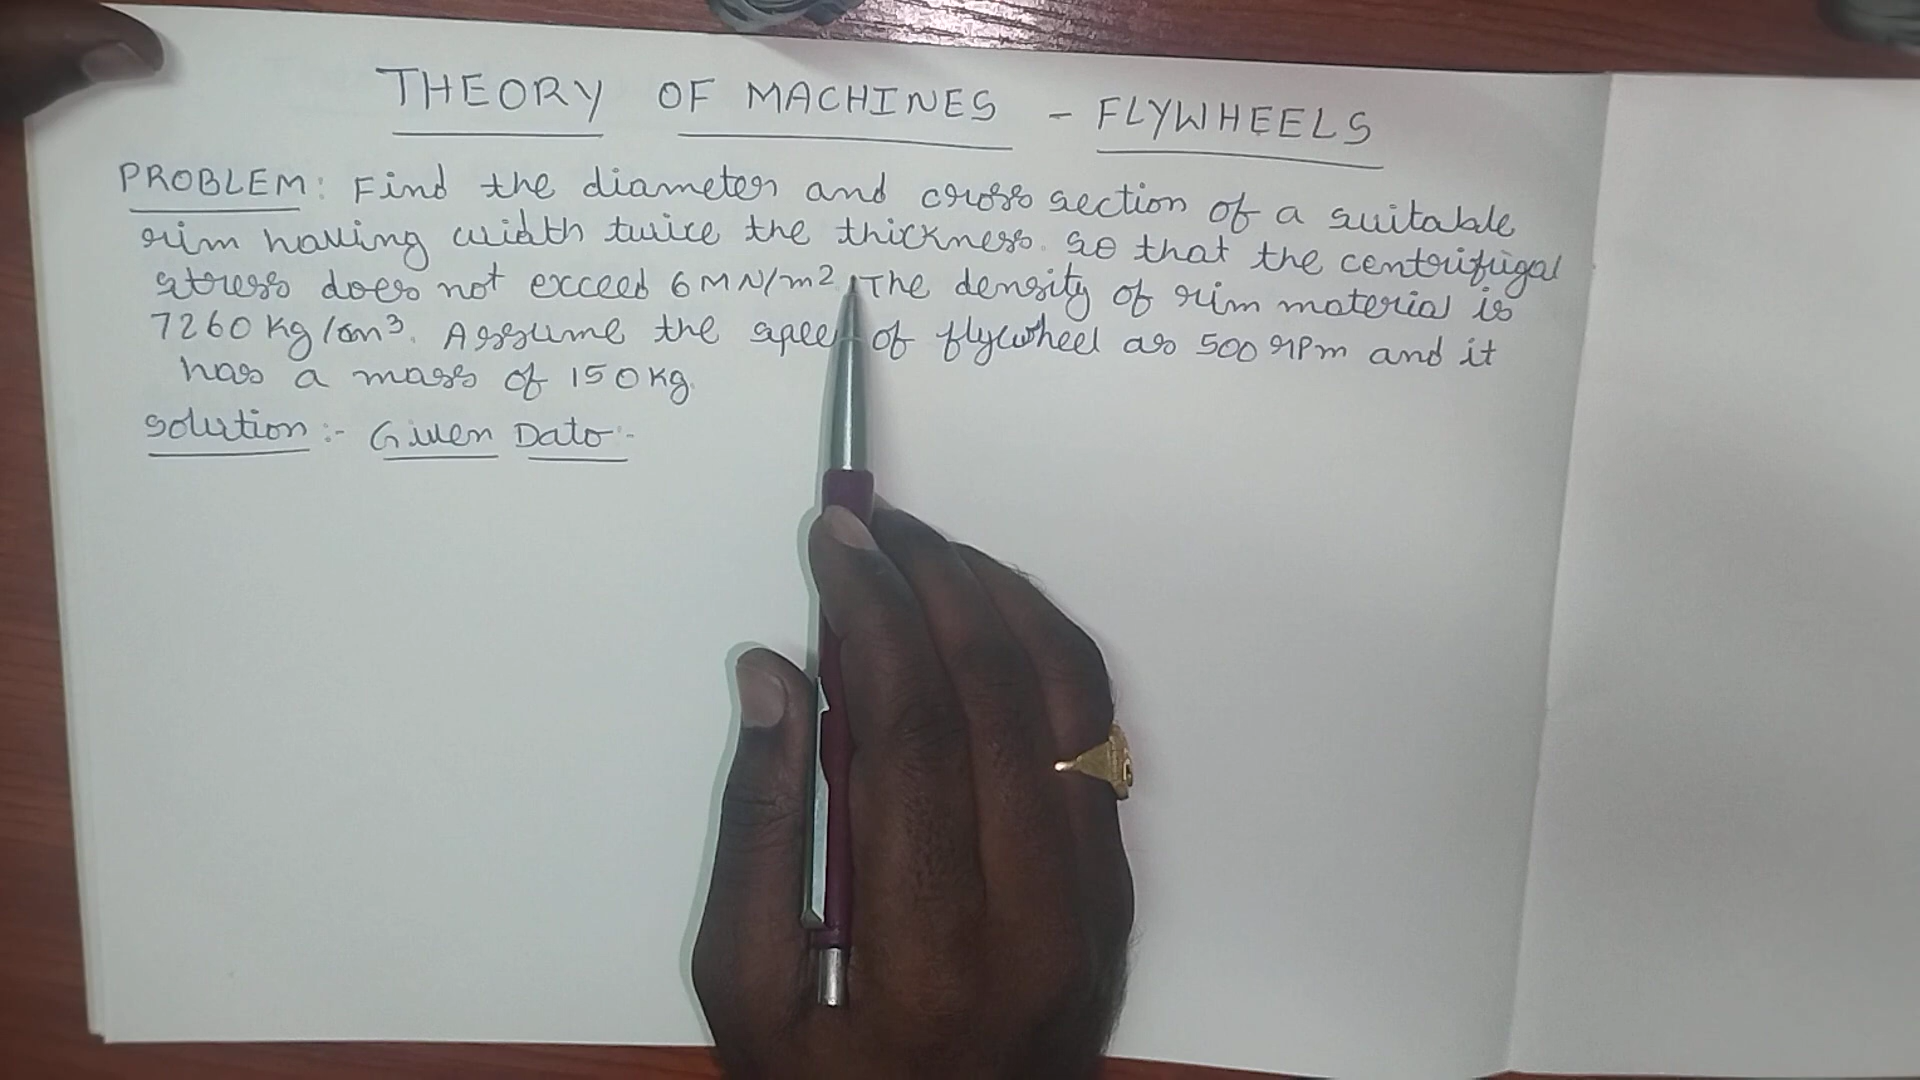 THEORY OF MACHINES - FLYWHEELS
PROBLEM: Find the diameter and cross section of a suitable
rim having width twice the thickness. so that the centrifugal
stress does not exceed 6 MN/m2. The density of rim material is
7260 kg/m3. Assume the speed of flywheel as 500 rpm and it
has a mass of 150 kg.
Solution :- Given Data :-